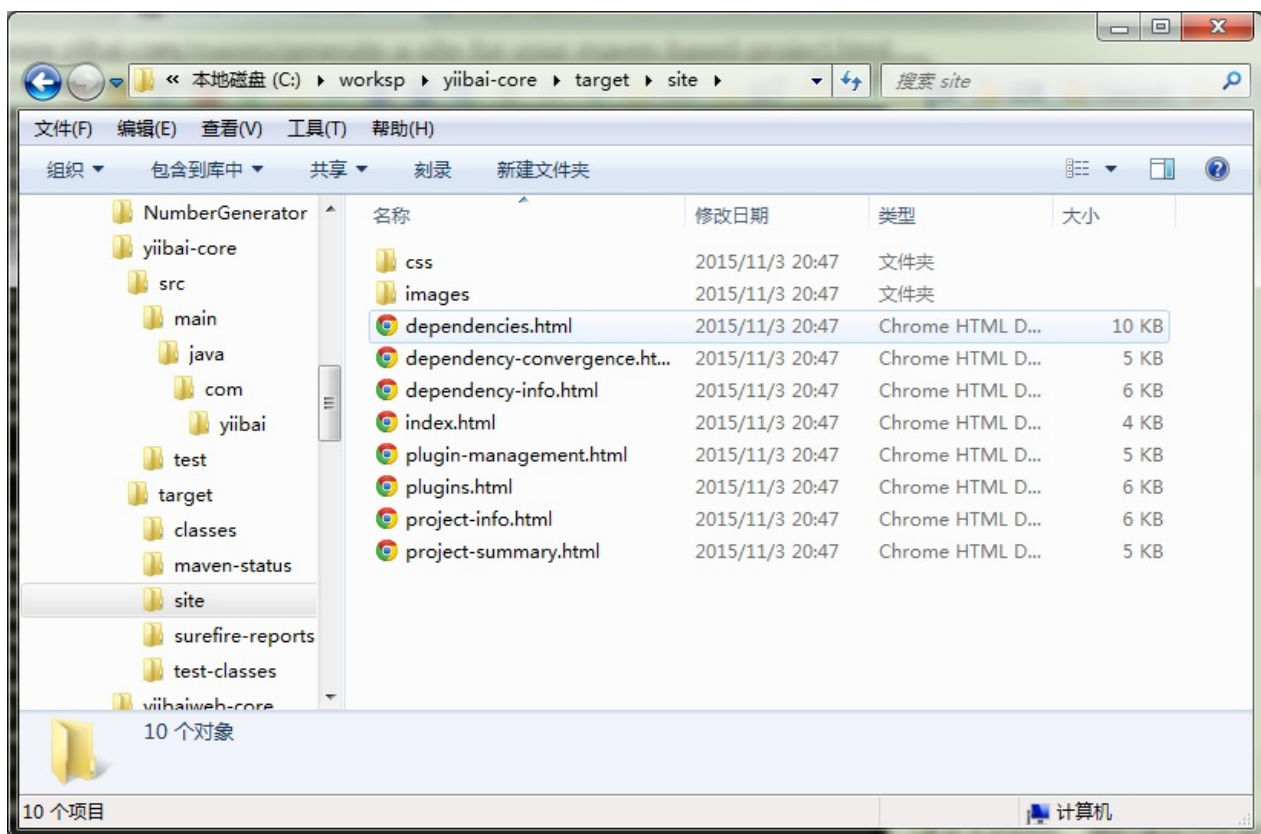 « 本地磁盘 (C:) ▸ worksp ▸ yiibai-core ▸ target ▸ site ▸ 搜索 site
文件(F) 编辑(E) 查看(V) 工具(T) 帮助(H)
组织 包含到库中 共享 刻录 新建文件夹
NumberGenerator
yiibai-core
src
main
java
com
yiibai
test
target
classes
maven-status
site
surefire-reports
test-classes
yiibaiweb-core
名称 修改日期 类型 大小
css 2015/11/3 20:47 文件夹
images 2015/11/3 20:47 文件夹
dependencies.html 2015/11/3 20:47 Chrome HTML D... 10 KB
dependency-convergence.ht... 2015/11/3 20:47 Chrome HTML D... 5 KB
dependency-info.html 2015/11/3 20:47 Chrome HTML D... 6 KB
index.html 2015/11/3 20:47 Chrome HTML D... 4 KB
plugin-management.html 2015/11/3 20:47 Chrome HTML D... 5 KB
plugins.html 2015/11/3 20:47 Chrome HTML D... 6 KB
project-info.html 2015/11/3 20:47 Chrome HTML D... 6 KB
project-summary.html 2015/11/3 20:47 Chrome HTML D... 5 KB
10 个对象
10 个项目 计算机